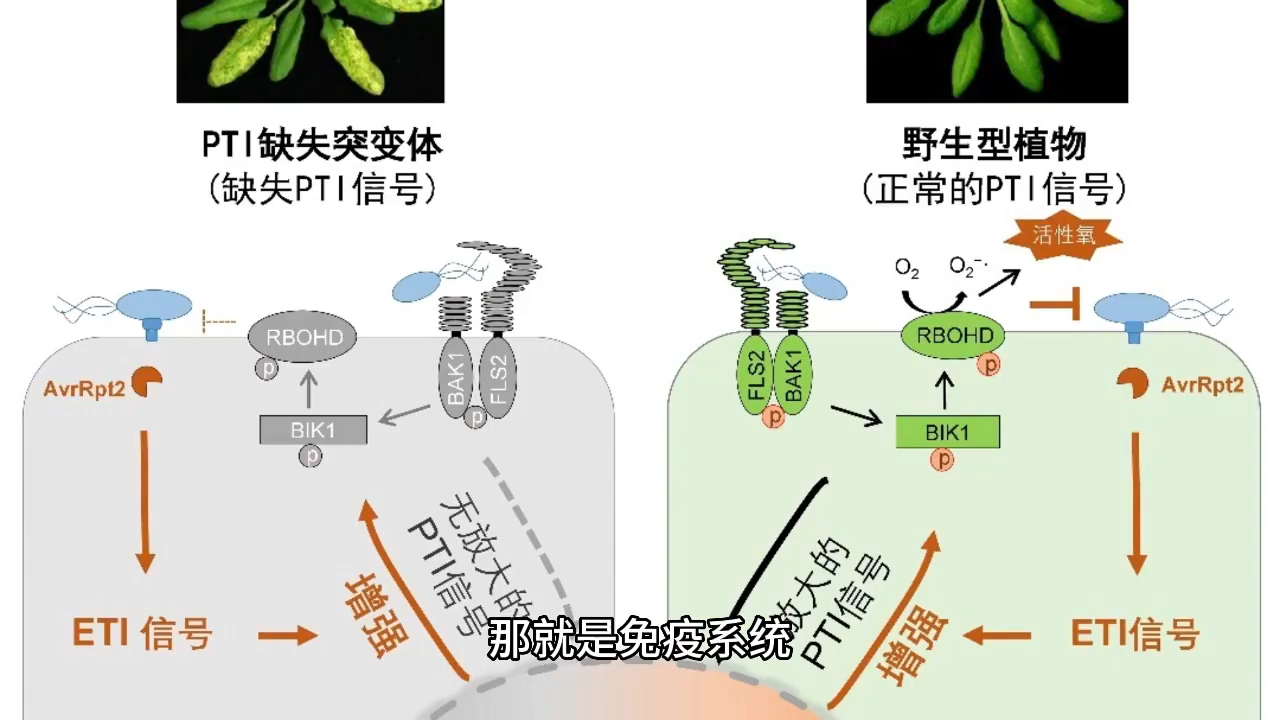 PTI缺失突变体
(缺失PTI信号)
野生型植物
(正常的PTI信号)
活性氧
O₂
O₂⁻·
RBOHD
p
BAK1
FLS2
p
AvrRpt2
BIK1
p
无放大的
PTI信号
增强
ETI 信号
FLS2
BAK1
p
RBOHD
p
AvrRpt2
BIK1
p
放大的
PTI信号
增强
ETI信号
那就是免疫系统